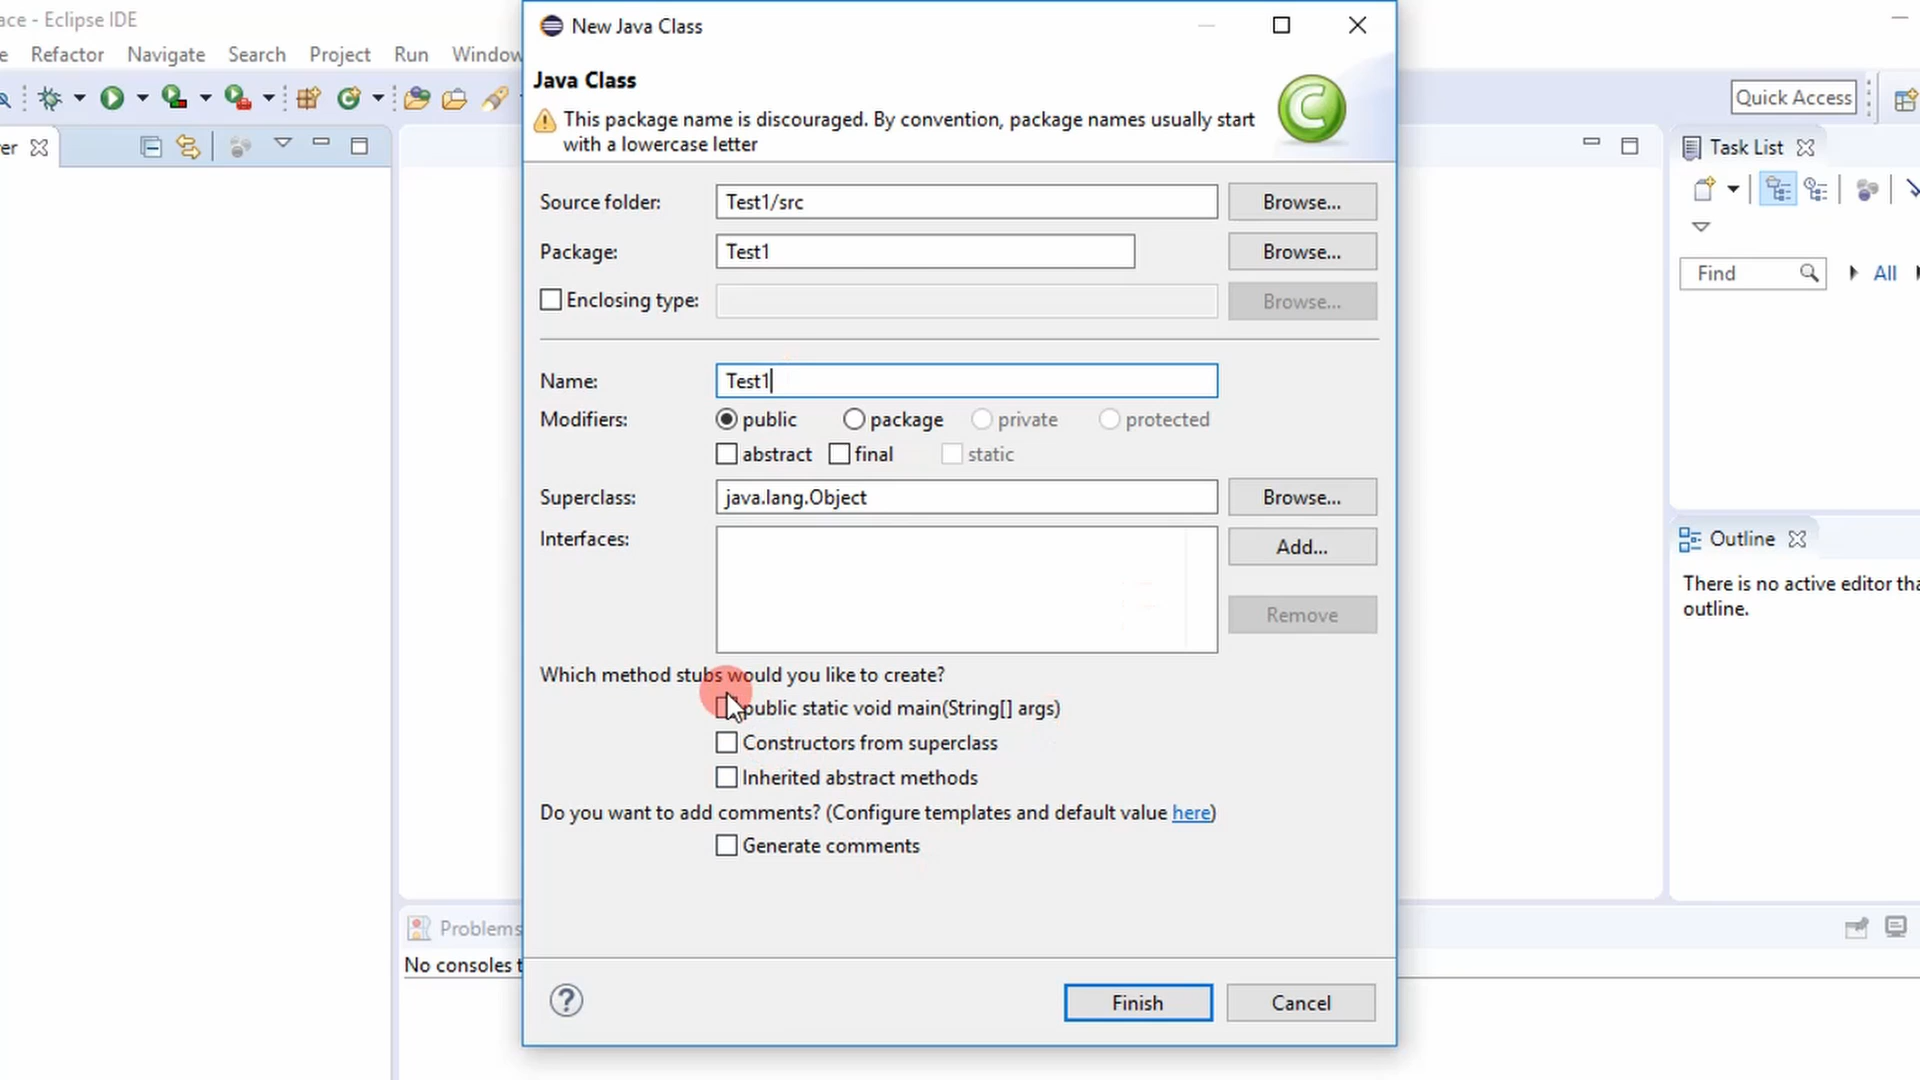 ace - Eclipse IDE
e Refactor Navigate Search Project Run Window
Quick Access
er
Task List
Find All
Outline
There is no active editor tha
outline.
Problems
No consoles t
New Java Class
Java Class
This package name is discouraged. By convention, package names usually start
with a lowercase letter
Source folder: Test1/src Browse...
Package: Test1 Browse...
Enclosing type: Browse...
Name: Test1
Modifiers: public package private protected
abstract final static
Superclass: java.lang.Object Browse...
Interfaces: Add...
Remove
Which method stubs would you like to create?
public static void main(String[] args)
Constructors from superclass
Inherited abstract methods
Do you want to add comments? (Configure templates and default value here)
Generate comments
Finish Cancel